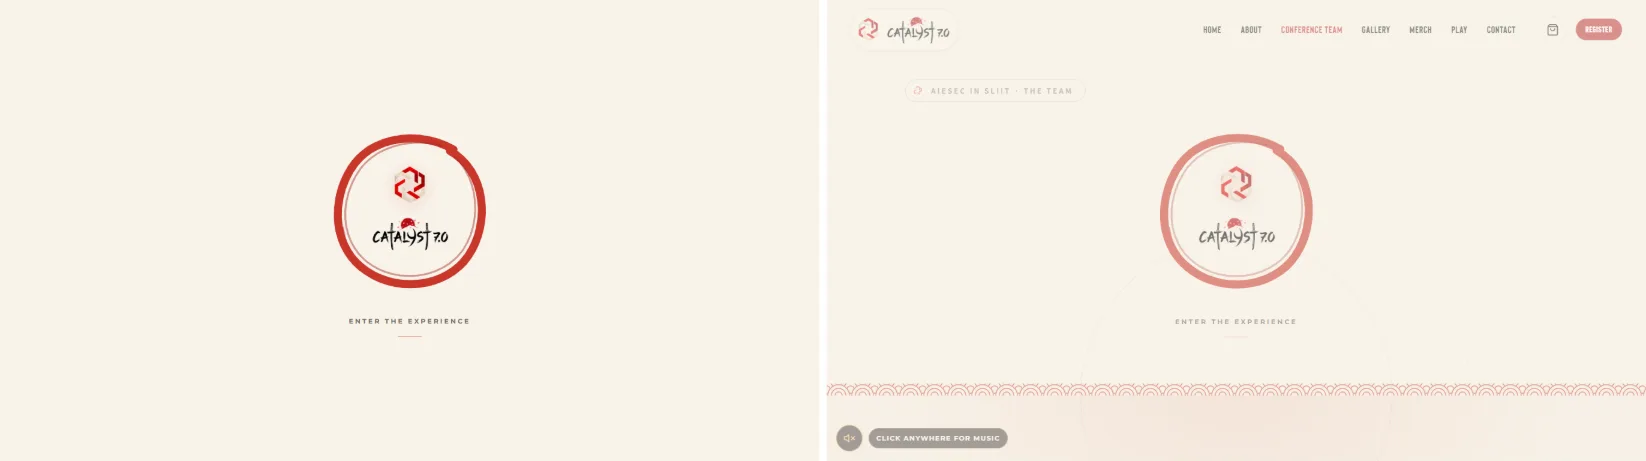 CATALYST 7.0
ENTER THE EXPERIENCE
CATALYST 7.0
HOME ABOUT CONFERENCE TEAM GALLERY MERCH PLAY CONTACT REGISTER
AIESEC IN SLIIT · THE TEAM
CATALYST 7.0
ENTER THE EXPERIENCE
CLICK ANYWHERE FOR MUSIC